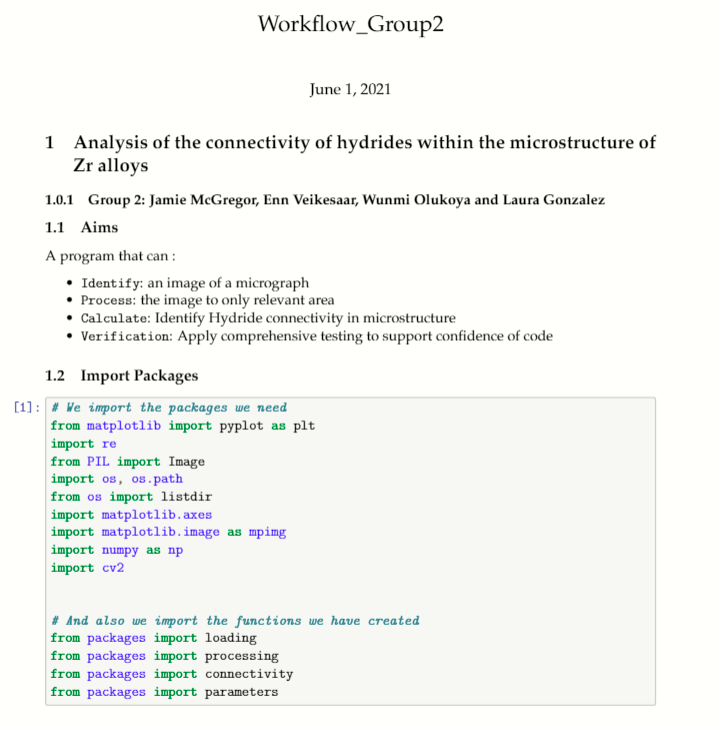 Workflow_Group2
June 1, 2021
1 Analysis of the connectivity of hydrides within the microstructure of
Zr alloys
1.0.1 Group 2: Jamie McGregor, Enn Veikesaar, Wunmi Olukoya and Laura Gonzalez
1.1 Aims
A program that can :
• Identify: an image of a micrograph
• Process: the image to only relevant area
• Calculate: Identify Hydride connectivity in microstructure
• Verification: Apply comprehensive testing to support confidence of code
1.2 Import Packages
[1]: # We import the packages we need
from matplotlib import pyplot as plt
import re
from PIL import Image
import os, os.path
from os import listdir
import matplotlib.axes
import matplotlib.image as mpimg
import numpy as np
import cv2
# And also we import the functions we have created
from packages import loading
from packages import processing
from packages import connectivity
from packages import parameters